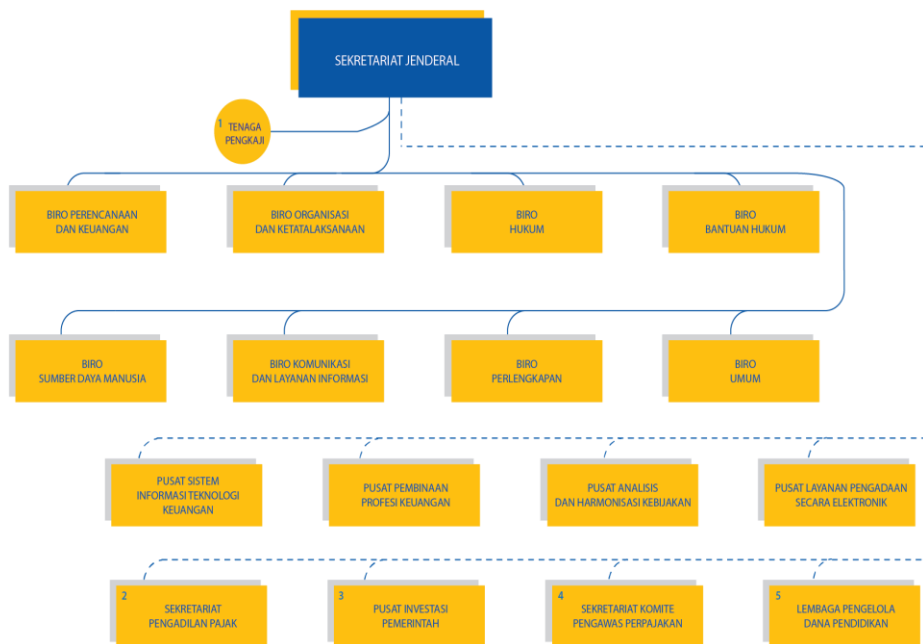 SEKRETARIAT JENDERAL
1 TENAGA
PENGKAJI
BIRO PERENCANAAN
DAN KEUANGAN
BIRO ORGANISASI
DAN KETATALAKSANAAN
BIRO
HUKUM
BIRO
BANTUAN HUKUM
BIRO
SUMBER DAYA MANUSIA
BIRO KOMUNIKASI
DAN LAYANAN INFORMASI
BIRO
PERLENGKAPAN
BIRO
UMUM
PUSAT SISTEM
INFORMASI TEKNOLOGI
KEUANGAN
PUSAT PEMBINAAN
PROFESI KEUANGAN
PUSAT ANALISIS
DAN HARMONISASI KEBIJAKAN
PUSAT LAYANAN PENGADAAN
SECARA ELEKTRONIK
2
SEKRETARIAT
PENGADILAN PAJAK
3
PUSAT INVESTASI
PEMERINTAH
4
SEKRETARIAT KOMITE
PENGAWAS PERPAJAKAN
5
LEMBAGA PENGELOLA
DANA PENDIDIKAN